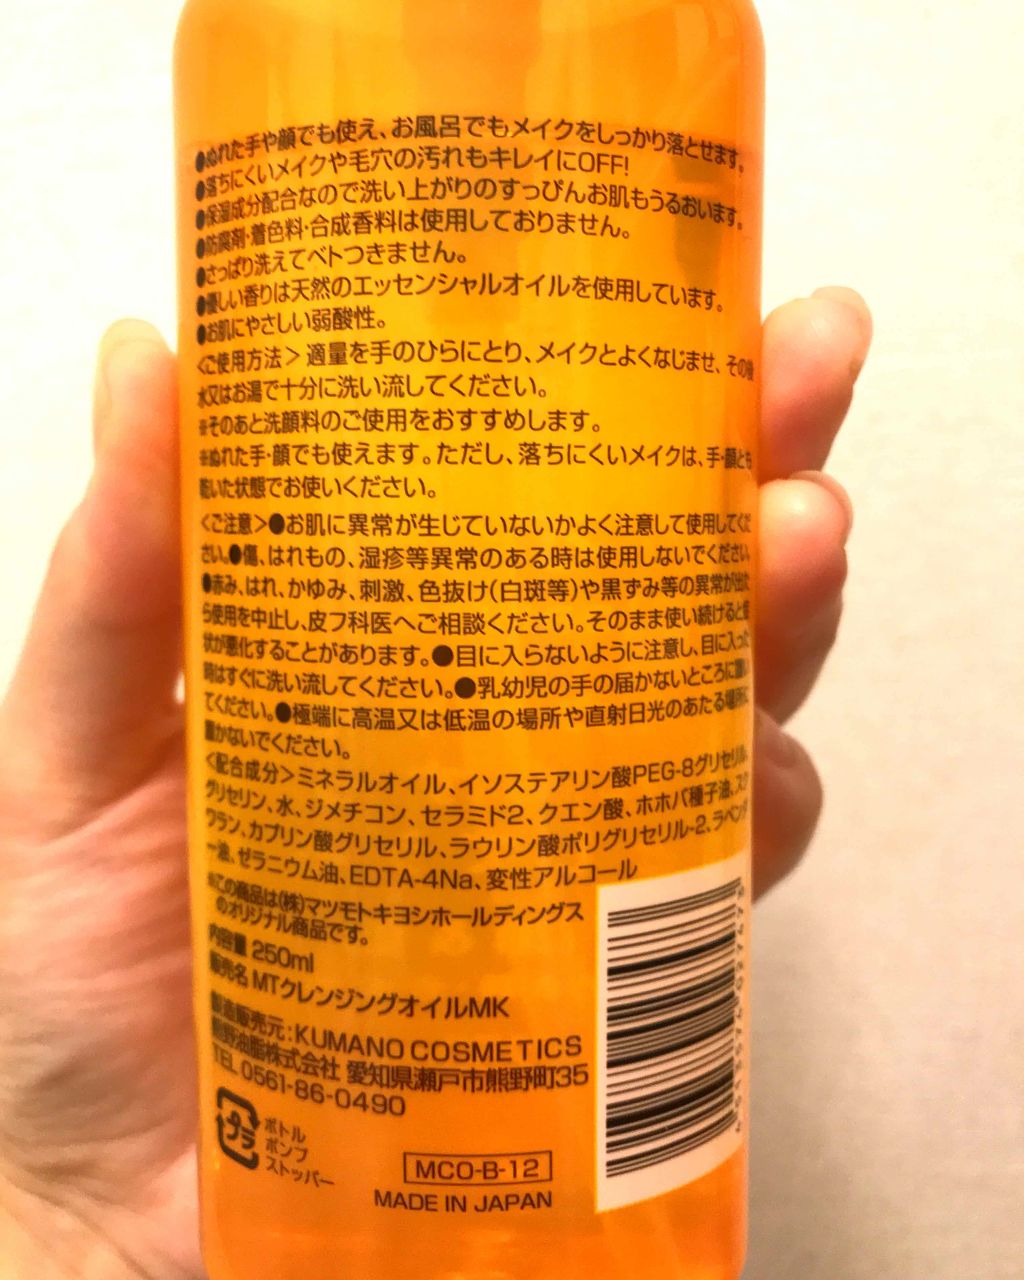 ●ぬれた手や顔でも使え、お風呂でもメイクをしっかり落とせます。
●落ちにくいメイクや毛穴の汚れもキレイにOFF!
●保湿成分配合なので洗い上がりのすっぴんお肌もうるおいます。
●防腐剤・着色料・合成香料は使用しておりません。
●さっぱり洗えてベトつきません。
●優しい香りは天然のエッセンシャルオイルを使用しています。
●お肌にやさしい弱酸性。
〈ご使用方法〉適量を手のひらにとり、メイクとよくなじませ、その後
水又はお湯で十分に洗い流してください。
※そのあと洗顔料のご使用をおすすめします。
※ぬれた手・顔でも使えます。ただし、落ちにくいメイクは、手・顔とも
乾いた状態でお使いください。
〈ご注意〉●お肌に異常が生じていないかよく注意して使用してくだ
さい。●傷、はれもの、湿疹等異常のある時は使用しないでください。
●赤み、はれ、かゆみ、刺激、色抜け(白斑等)や黒ずみ等の異常が出た
ら使用を中止し、皮フ科医へご相談ください。そのまま使い続けると症
状が悪化することがあります。●目に入らないように注意し、目に入った
時はすぐに洗い流してください。●乳幼児の手の届かないところに置い
てください。●極端に高温又は低温の場所や直射日光のあたる場所に
置かないでください。
〈配合成分〉ミネラルオイル、イソステアリン酸PEG-8グリセリル、
グリセリン、水、ジメチコン、セラミド2、クエン酸、ホホバ種子油、スク
ワラン、カプリン酸グリセリル、ラウリン酸ポリグリセリル-2、ラベンダ
ー油、ゼラニウム油、EDTA-4Na、変性アルコール
※この商品は(株)マツモトキヨシホールディングス
のオリジナル商品です。
内容量 250ml
販売名 MTクレンジングオイルMK
製造販売元:KUMANO COSMETICS
熊野油脂株式会社 愛知県瀬戸市熊野町35
TEL 0561-86-0490
プラ
ボトル
ポンプ
ストッパー
MCO-B-12
MADE IN JAPAN